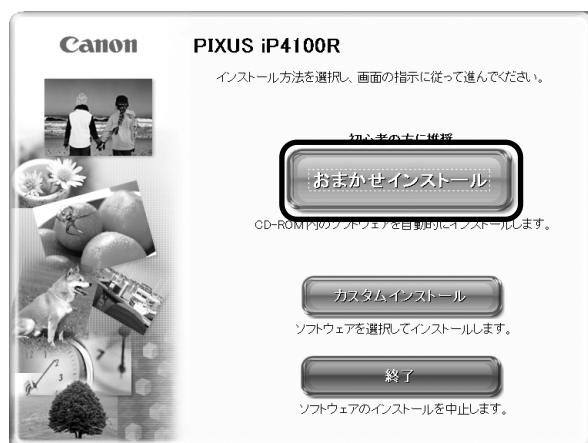 Canon
PIXUS iP4100R
インストール方法を選択し、画面の指示に従って進んでください。
初心者の方に推奨
おまかせインストール
CD-ROM内のソフトウェアを自動的にインストールします。
カスタムインストール
ソフトウェアを選択してインストールします。
終了
ソフトウェアのインストールを中止します。